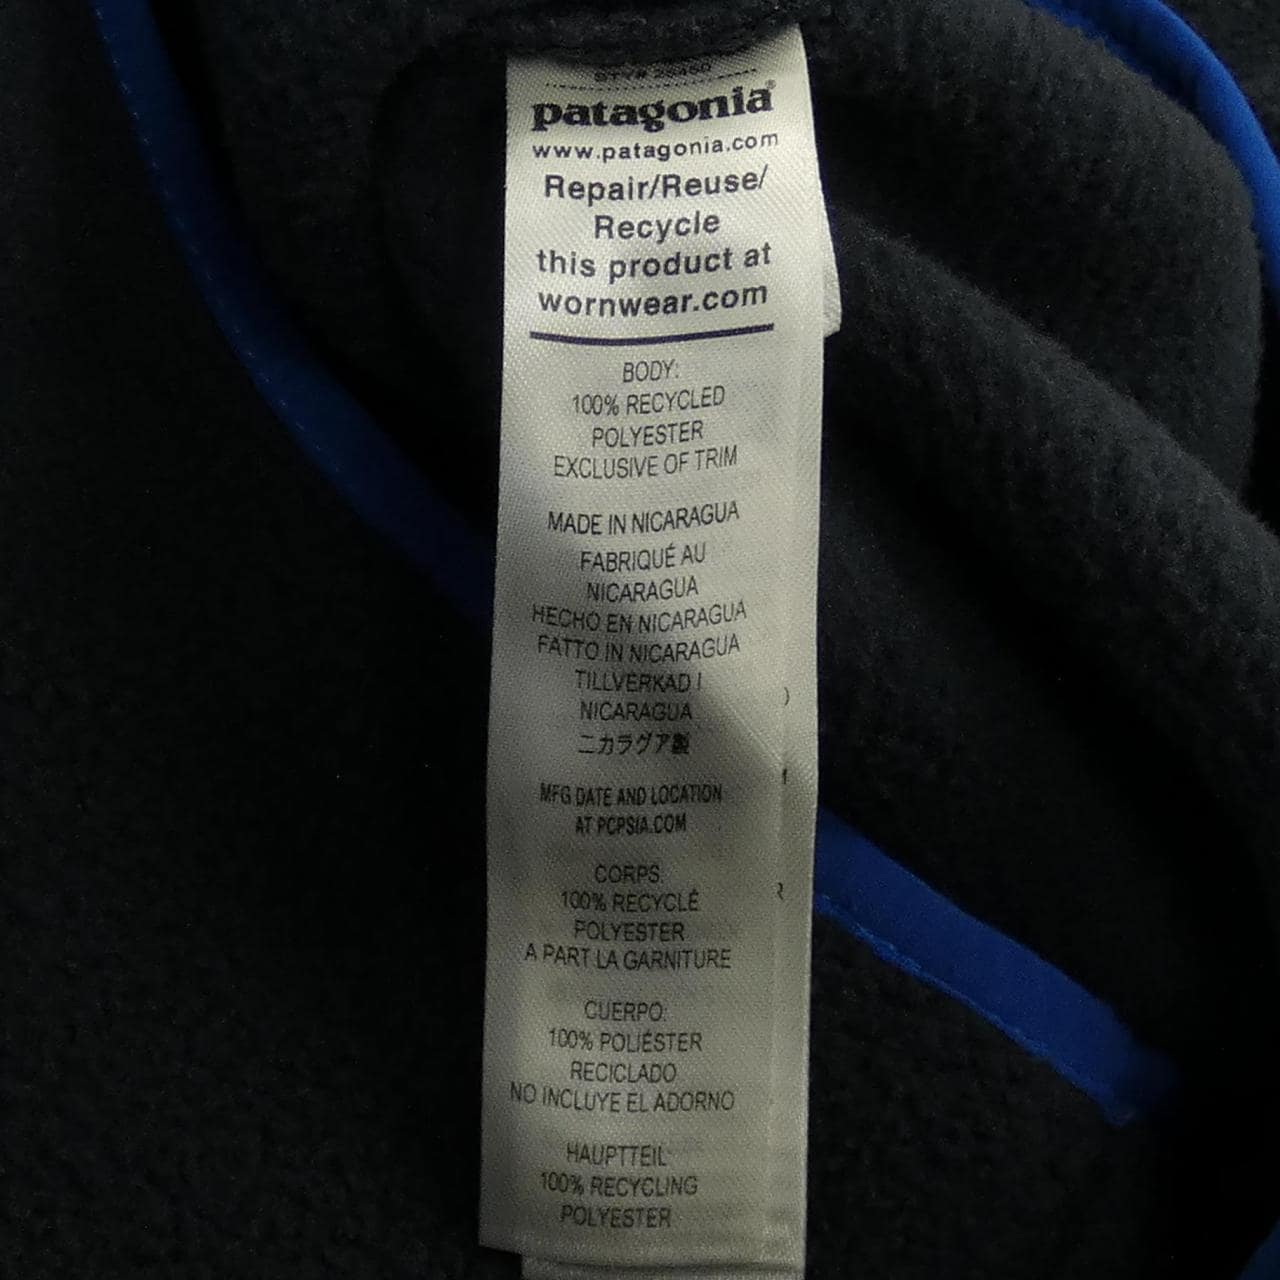 patagonia®
www.patagonia.com
Repair/Reuse/
Recycle
this product at
wornwear.com
BODY:
100% RECYCLED
POLYESTER
EXCLUSIVE OF TRIM
MADE IN NICARAGUA
FABRIQUÉ AU
NICARAGUA
HECHO EN NICARAGUA
FATTO IN NICARAGUA
TILLVERKAD I
NICARAGUA
ニカラグア製
MFG DATE AND LOCATION
AT PCPSIA.COM
CORPS
100% RECYCLÉ
POLYESTER
A PART LA GARNITURE
CUERPO:
100% POLIÉSTER
RECICLADO
NO INCLUYE EL ADORNO
HAUPTTEIL:
100% RECYCLING
POLYESTER